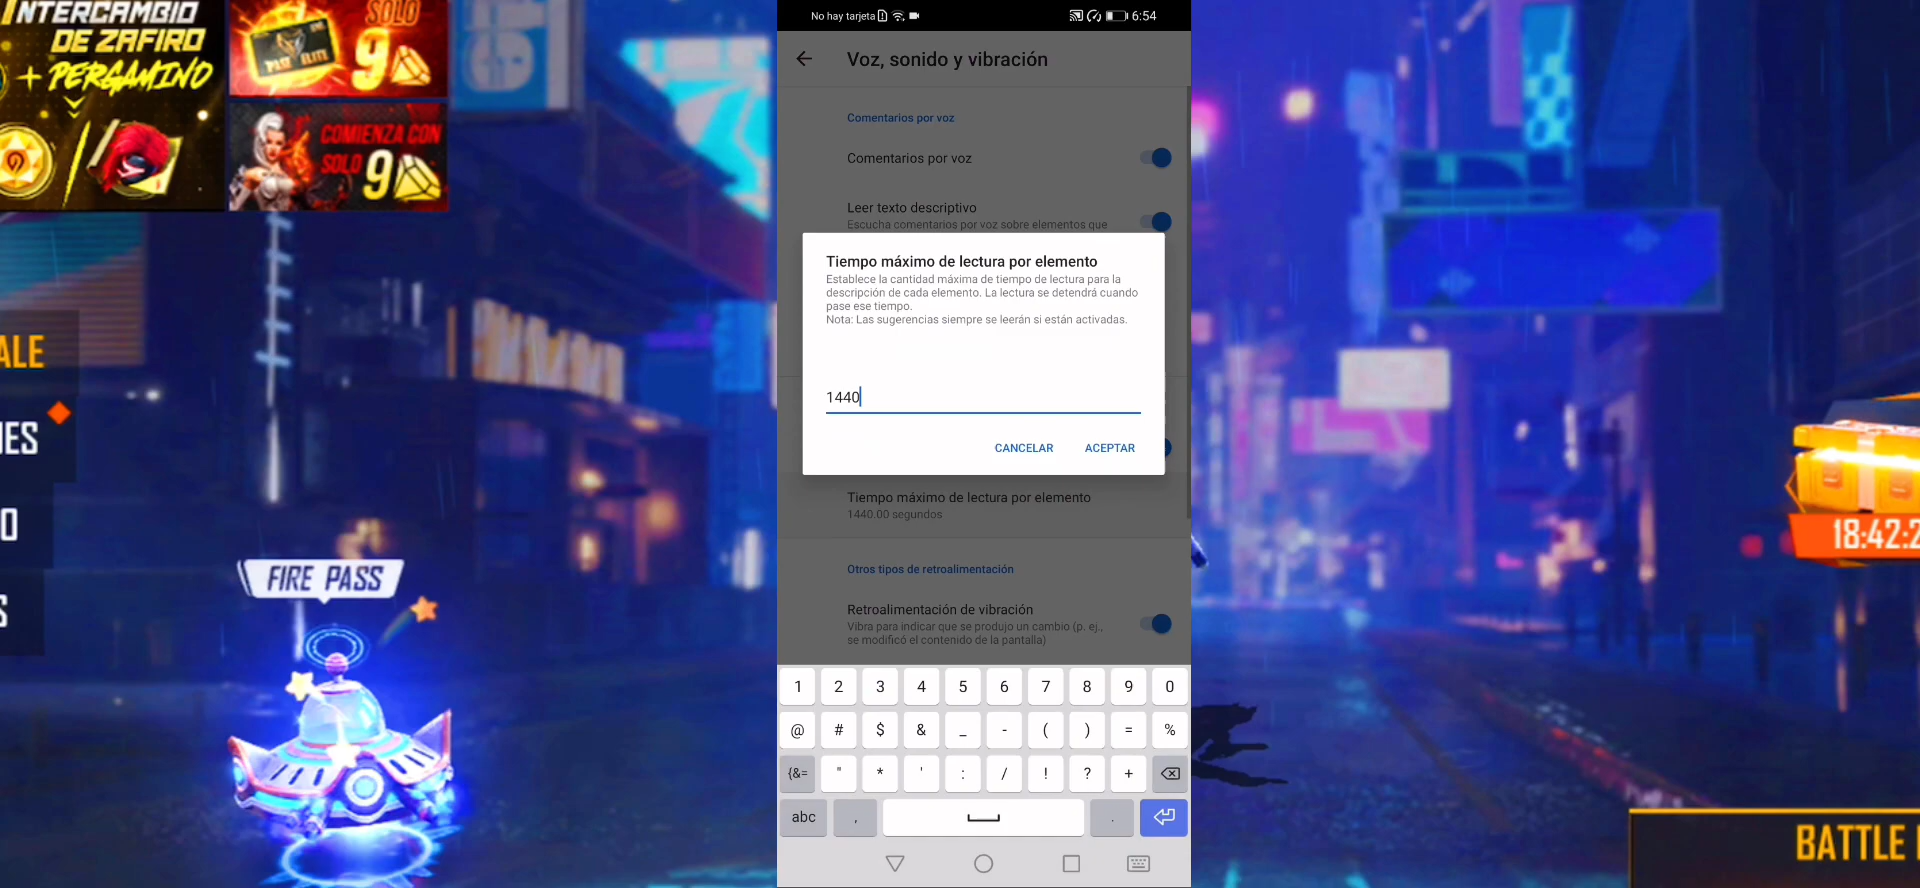 INTERCAMBIO
DE ZAFIRO
+ PERGAMINO
SOLO
PASE ELITE
9
COMIENZA CON
SOLO 9
ALE
ES
O
S
FIRE PASS
No hay tarjeta
6:54
Voz, sonido y vibración
Comentarios por voz
Comentarios por voz
Leer texto descriptivo
Escucha comentarios por voz sobre elementos que
Tiempo máximo de lectura por elemento
Establece la cantidad máxima de tiempo de lectura para la
descripción de cada elemento. La lectura se detendrá cuando
pase ese tiempo.
Nota: Las sugerencias siempre se leerán si están activadas.
1440
CANCELAR ACEPTAR
Tiempo máximo de lectura por elemento
1440.00 segundos
Otros tipos de retroalimentación
Retroalimentación de vibración
Vibra para indicar que se produjo un cambio (p. ej.,
se modificó el contenido de la pantalla)
1 2 3 4 5 6 7 8 9 0
@ # $ & _ - ( ) = %
{&= " * ' : / ! ? +
abc , .
18:42:2
BATTLE